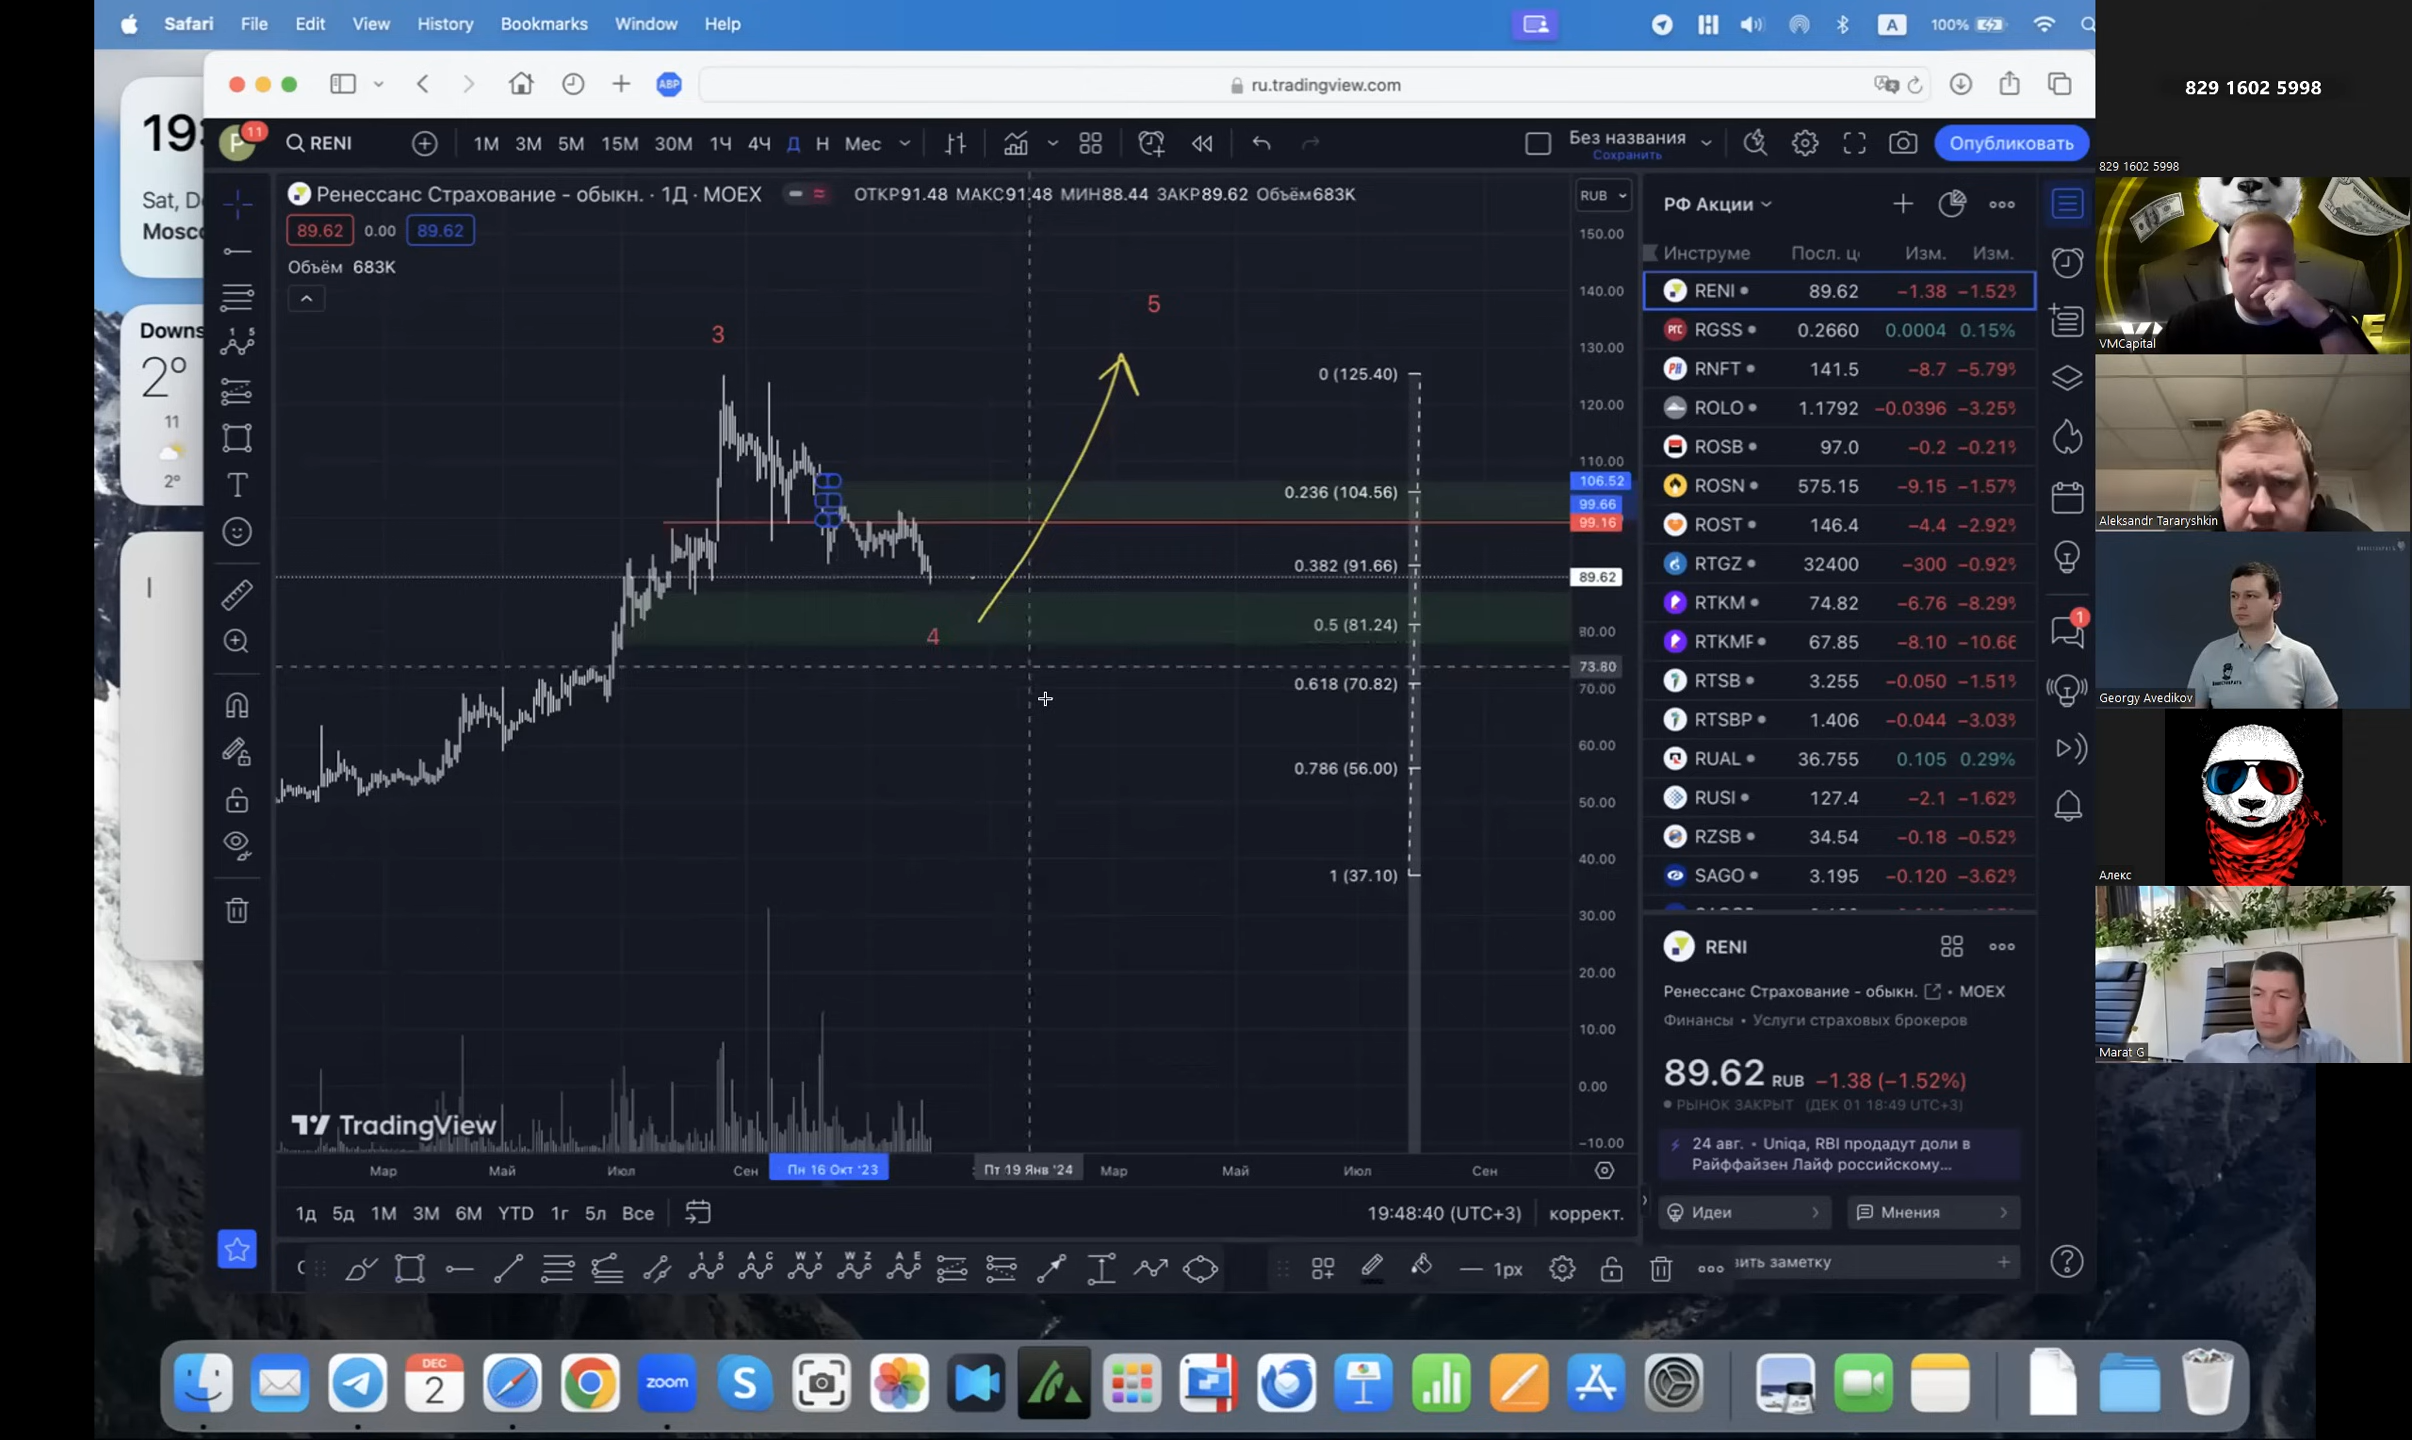 Safari File Edit View History Bookmarks Window Help
A 100%
ru.tradingview.com
ABP
11
P
RENI
1М 3М 5М 15М 30М 1Ч 4Ч Д Н Мес
Без названия
Сохранить
Опубликовать
Ренессанс Страхование - обыкн. · 1Д · MOEX
ОТКР91.48 МАКС91.48 МИН88.44 ЗАКР89.62 Объём683K
RUB
89.62 0.00 89.62
Объём 683K
150.00
140.00
130.00
120.00
110.00
106.52
99.66
99.16
89.62
80.00
73.80
70.00
60.00
50.00
40.00
30.00
20.00
10.00
0.00
−10.00
3
5
4
0 (125.40)
0.236 (104.56)
0.382 (91.66)
0.5 (81.24)
0.618 (70.82)
0.786 (56.00)
1 (37.10)
TradingView
Мар Май Июл Сен Пн 16 Окт '23 Пт 19 Янв '24 Мар Май Июл Сен
1д 5д 1М 3М 6М YTD 1г 5л Все
19:48:40 (UTC+3) коррект.
1px
вить заметку
РФ Акции
Инструме Посл. ц Изм. Изм.
RENI 89.62 −1.38 −1.52%
RGSS 0.2660 0.0004 0.15%
RNFT 141.5 −8.7 −5.79%
ROLO 1.1792 −0.0396 −3.25%
ROSB 97.0 −0.2 −0.21%
ROSN 575.15 −9.15 −1.57%
ROST 146.4 −4.4 −2.92%
RTGZ 32400 −300 −0.92%
RTKM 74.82 −6.76 −8.29%
RTKMF 67.85 −8.10 −10.66
RTSB 3.255 −0.050 −1.51%
RTSBP 1.406 −0.044 −3.03%
RUAL 36.755 0.105 0.29%
RUSI 127.4 −2.1 −1.62%
RZSB 34.54 −0.18 −0.52%
SAGO 3.195 −0.120 −3.62%
RENI
Ренессанс Страхование - обыкн. • MOEX
Финансы • Услуги страховых брокеров
89.62 RUB −1.38 (−1.52%)
РЫНОК ЗАКРЫТ (ДЕК 01 18:49 UTC+3)
24 авг. • Uniqa, RBI продадут доли в
Райффайзен Лайф российскому...
Идеи
Мнения
1
Sat, D
Mosco
Downs
2°
11
2°
829 1602 5998
829 1602 5998
VMCapital
Aleksandr Tararyshkin
Georgy Avedikov
Алекс
Marat G
DEC
2
zoom